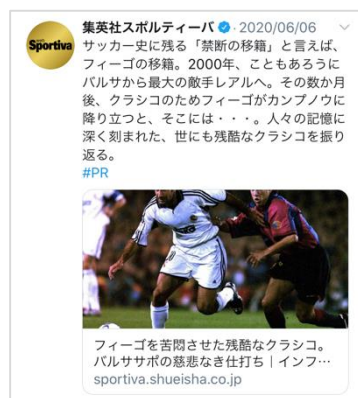 集英社スポルティーバ · 2020/06/06
Sportiva
サッカー史に残る「禁断の移籍」と言えば、
フィーゴの移籍。2000年、こともあろうに
バルサから最大の敵手レアルへ。その数か月
後、クラシコのためフィーゴがカンプノウに
降り立つと、そこには・・・。人々の記憶に
深く刻まれた、世にも残酷なクラシコを振り
返る。
#PR
フィーゴを苦悶させた残酷なクラシコ。
バルササポの慈悲なき仕打ち｜インフ…
sportiva.shueisha.co.jp